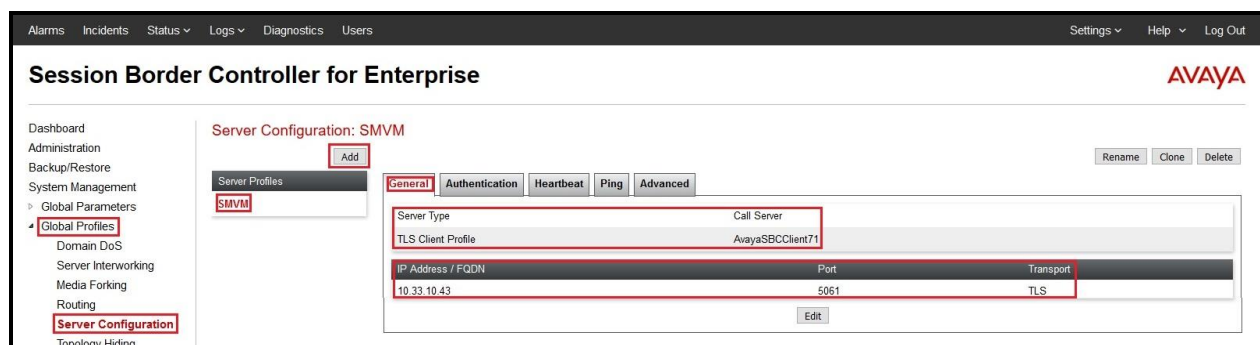 Alarms Incidents Status Logs Diagnostics Users Settings Help Log Out
Session Border Controller for Enterprise
AVAYA
Dashboard
Administration
Backup/Restore
System Management
Global Parameters
Global Profiles
Domain DoS
Server Interworking
Media Forking
Routing
Server Configuration
Topology Hiding
Server Configuration: SMVM
Add
Rename Clone Delete
Server Profiles
SMVM
General Authentication Heartbeat Ping Advanced
Server Type Call Server
TLS Client Profile AvayaSBCClient71
IP Address / FQDN Port Transport
10.33.10.43 5061 TLS
Edit